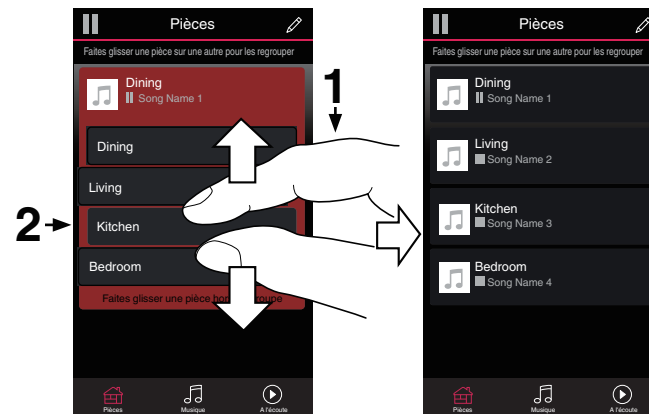 Pièces
Faites glisser une pièce sur une autre pour les regrouper
Dining
Song Name 1
Dining
Living
Kitchen
Bedroom
Faites glisser une pièce hors groupe
Pièces
Musique
A l'écoute
1
2
Pièces
Faites glisser une pièce sur une autre pour les regrouper
Dining
Song Name 1
Living
Song Name 2
Kitchen
Song Name 3
Bedroom
Song Name 4
Pièces
Musique
A l'écoute